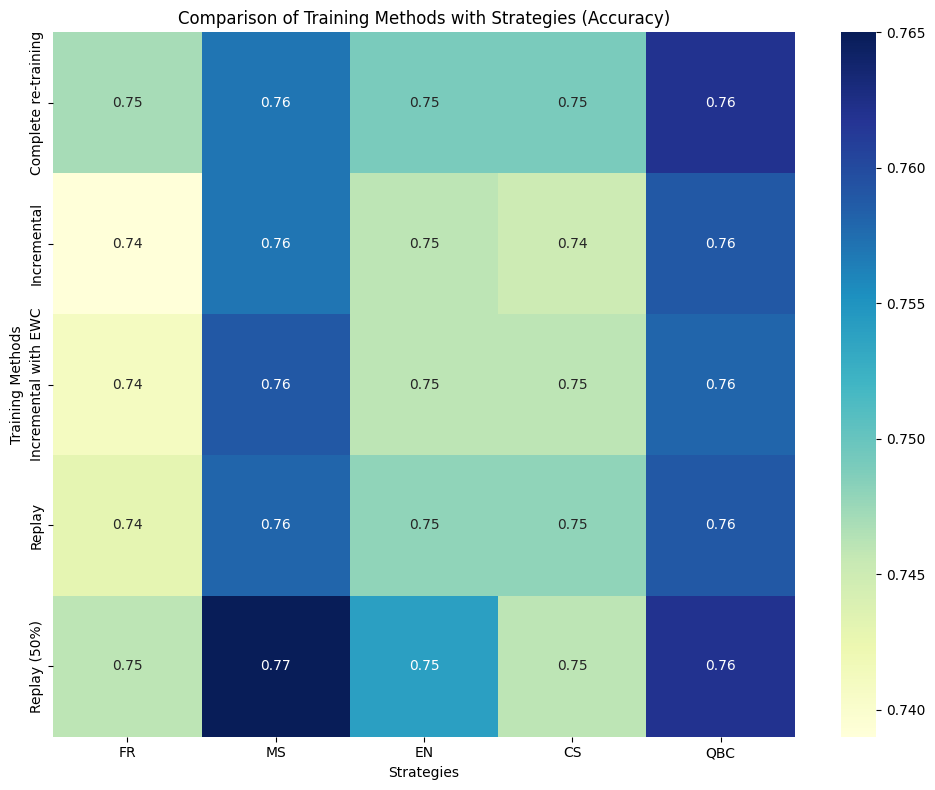 Comparison of Training Methods with Strategies (Accuracy)
Training Methods
Complete re-training
0.75 0.76 0.75 0.75 0.76
Incremental
0.74 0.76 0.75 0.74 0.76
Incremental with EWC
0.74 0.76 0.75 0.75 0.76
Replay
0.74 0.76 0.75 0.75 0.76
Replay (50%)
0.75 0.77 0.75 0.75 0.76
FR MS EN CS QBC
Strategies
0.765
0.760
0.755
0.750
0.745
0.740